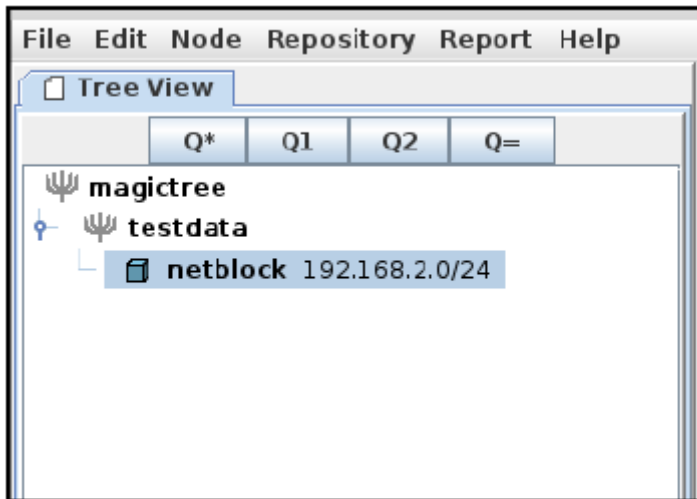 File Edit Node Repository Report Help
Tree View
Q* Q1 Q2 Q=
magictree
testdata
netblock 192.168.2.0/24